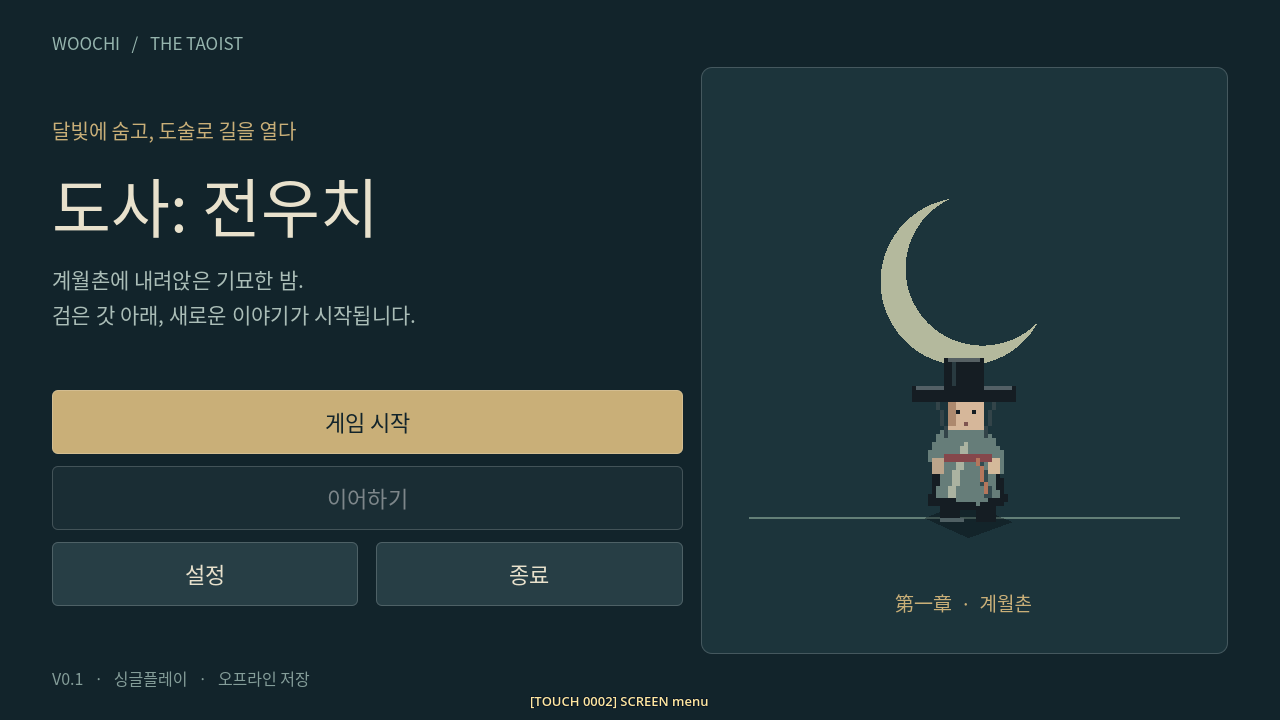 WOOCHI / THE TAOIST
달빛에 숨고, 도술로 길을 열다
도사: 전우치
계월촌에 내려앉은 기묘한 밤.
검은 갓 아래, 새로운 이야기가 시작됩니다.
게임 시작
이어하기
설정
종료
第一章 · 계월촌
V0.1 · 싱글플레이 · 오프라인 저장
[TOUCH 0002] SCREEN menu